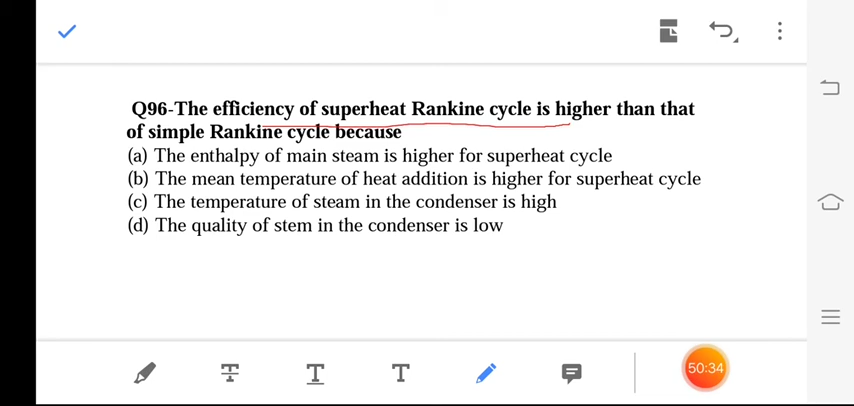 Q96-The efficiency of superheat Rankine cycle is higher than that
of simple Rankine cycle because
(a) The enthalpy of main steam is higher for superheat cycle
(b) The mean temperature of heat addition is higher for superheat cycle
(c) The temperature of steam in the condenser is high
(d) The quality of stem in the condenser is low
T T T
50:34